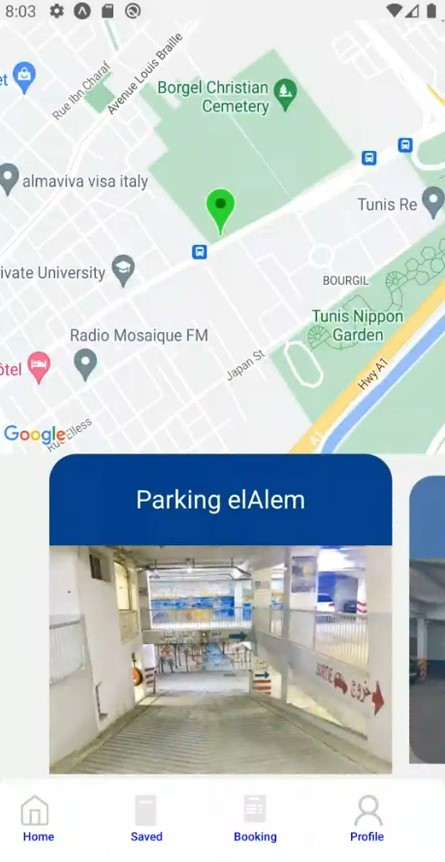 8:03
et
Rue Ibn Charaf
Avenue Louis Braille
Borgel Christian
Cemetery
almaviva visa italy
Tunis Re
ivate University
BOURGIL
Tunis Nippon
Garden
Radio Mosaique FM
ôtel
Japan St
Hwy A1
A1
Google
Parking elAlem
SORTIE
خروج
Home
Saved
Booking
Profile